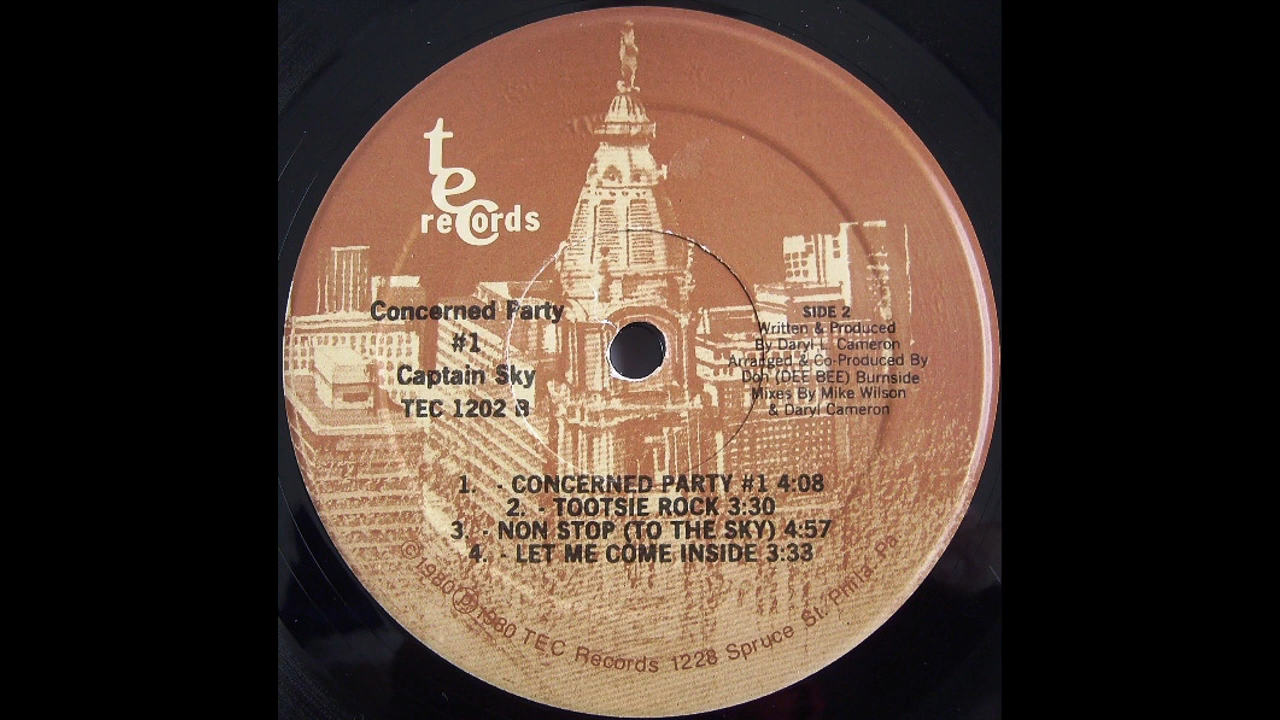 tec
records
Concerned Party
#1
Captain Sky
TEC 1202 B
SIDE 2
Written & Produced
By Daryl L. Cameron
Arranged & Co-Produced By
Don (DEE BEE) Burnside
Mixes By Mike Wilson
& Daryl Cameron
1. - CONCERNED PARTY #1 4:08
2. - TOOTSIE ROCK 3:30
3. - NON STOP (TO THE SKY) 4:57
4. - LET ME COME INSIDE 3:33
©1980 Ⓟ1980 TEC Records 1228 Spruce St. Phila. Pa.